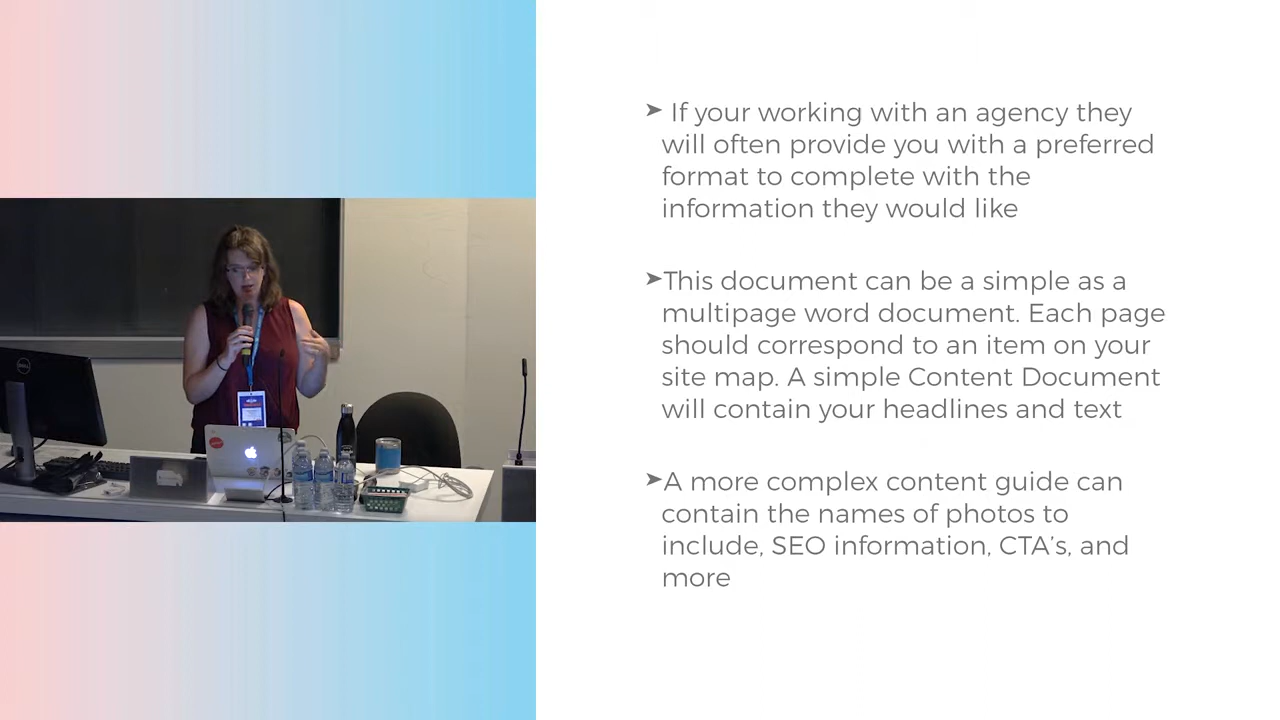 ➤ If your working with an agency they
will often provide you with a preferred
format to complete with the
information they would like
➤This document can be a simple as a
multipage word document. Each page
should correspond to an item on your
site map. A simple Content Document
will contain your headlines and text
➤A more complex content guide can
contain the names of photos to
include, SEO information, CTA's, and
more
DELL